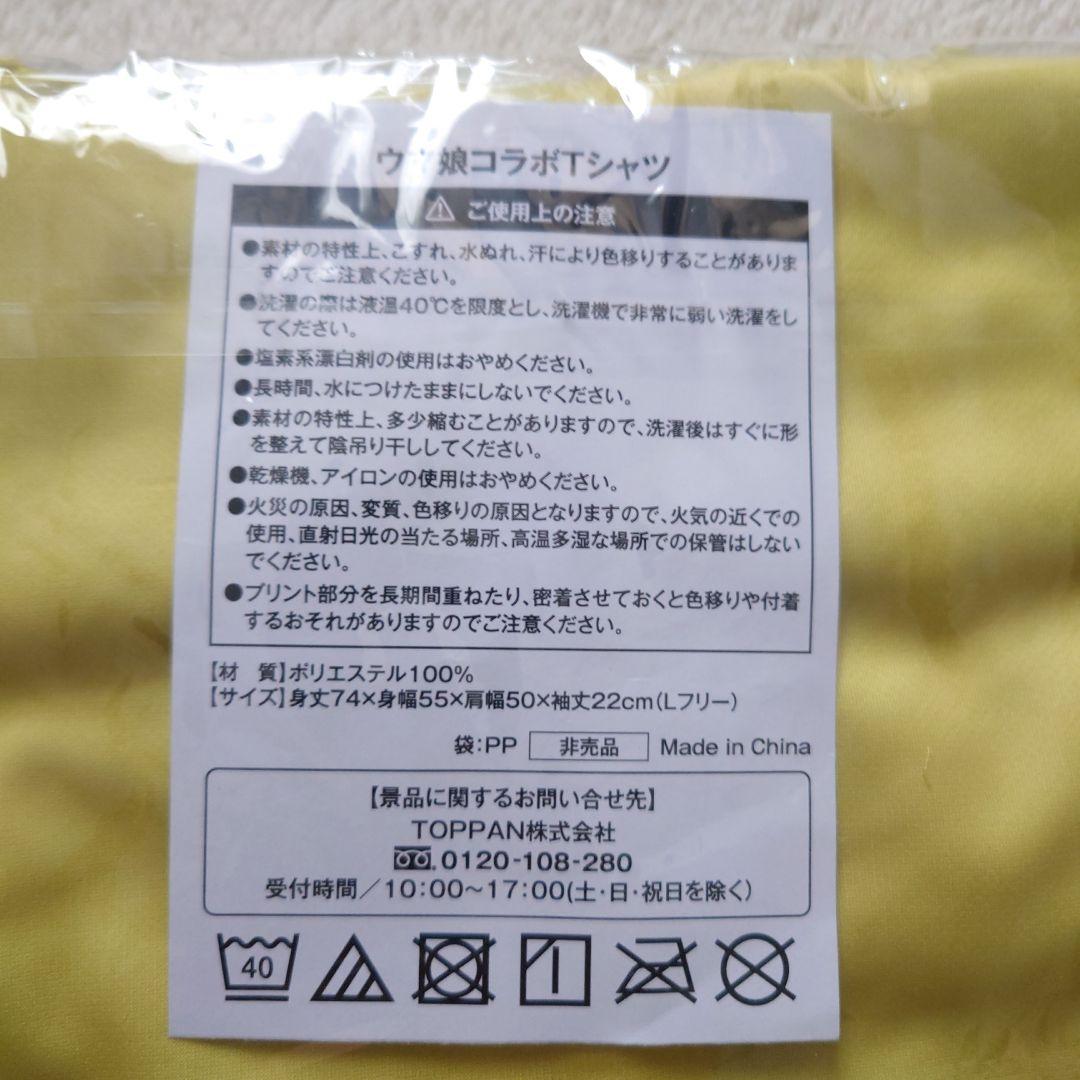 ウマ娘コラボTシャツ
ご使用上の注意
●素材の特性上、こすれ、水ぬれ、汗により色移りすることがありま
すのでご注意ください。
●洗濯の際は液温40℃を限度とし、洗濯機で非常に弱い洗濯をし
てください。
●塩素系漂白剤の使用はおやめください。
●長時間、水につけたままにしないでください。
●素材の特性上、多少縮むことがありますので、洗濯後はすぐに形
を整えて陰吊り干ししてください。
●乾燥機、アイロンの使用はおやめください。
●火災の原因、変質、色移りの原因となりますので、火気の近くでの
使用、直射日光の当たる場所、高温多湿な場所での保管はしない
でください。
●プリント部分を長期間重ねたり、密着させておくと色移りや付着
するおそれがありますのでご注意ください。
【材　質】ポリエステル100%
【サイズ】身丈74×身幅55×肩幅50×袖丈22cm(Lフリー)
袋:PP 非売品 Made in China
【景品に関するお問い合せ先】
TOPPAN株式会社
0120-108-280
受付時間／10:00〜17:00(土・日・祝日を除く)
40